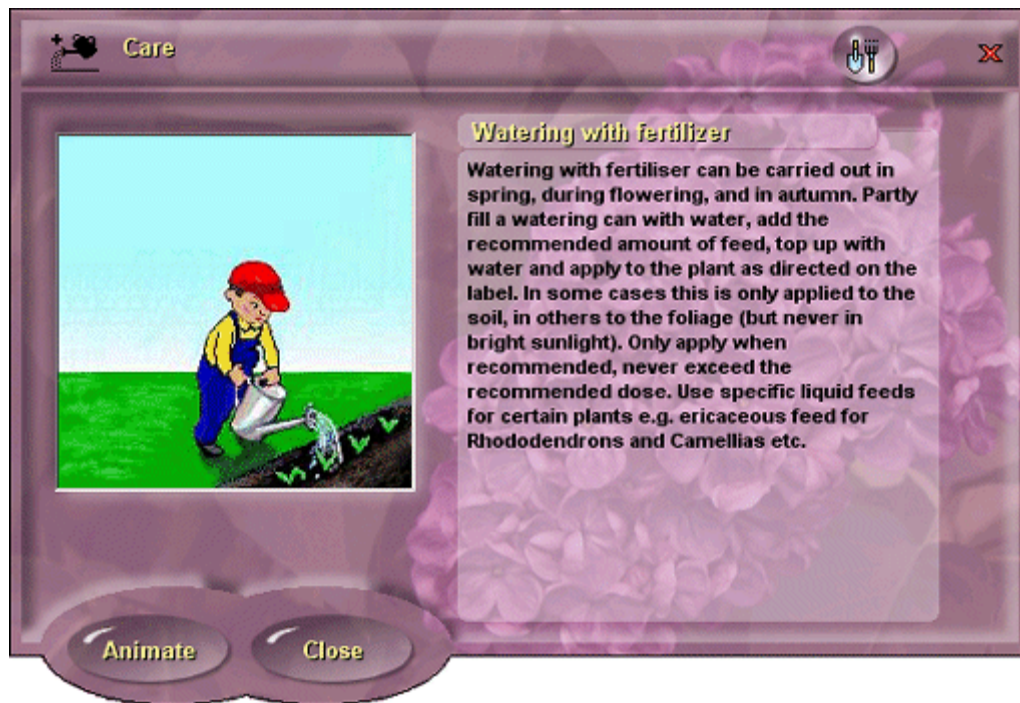 Care
Watering with fertilizer
Watering with fertiliser can be carried out in
spring, during flowering, and in autumn. Partly
fill a watering can with water, add the
recommended amount of feed, top up with
water and apply to the plant as directed on the
label. In some cases this is only applied to the
soil, in others to the foliage (but never in
bright sunlight). Only apply when
recommended, never exceed the
recommended dose. Use specific liquid feeds
for certain plants e.g. ericaceous feed for
Rhododendrons and Camellias etc.
Animate
Close